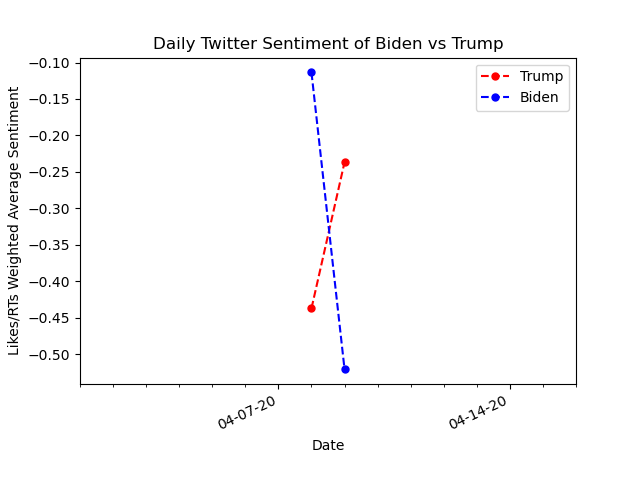 Daily Twitter Sentiment of Biden vs Trump
Likes/RTs Weighted Average Sentiment
−0.10
−0.15
−0.20
−0.25
−0.30
−0.35
−0.40
−0.45
−0.50
Trump
Biden
04-07-20
04-14-20
Date